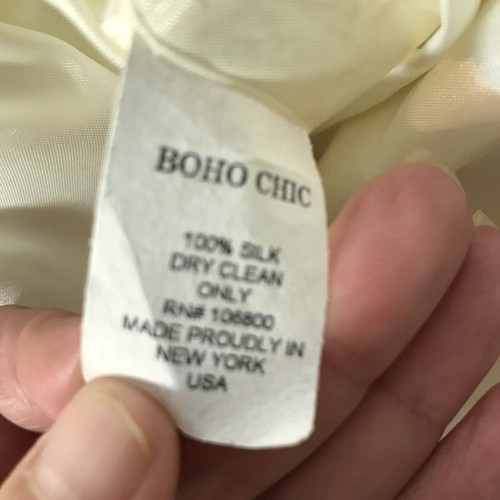 BOHO CHIC
100% SILK
DRY CLEAN
ONLY
RN# 106800
MADE PROUDLY IN
NEW YORK
USA